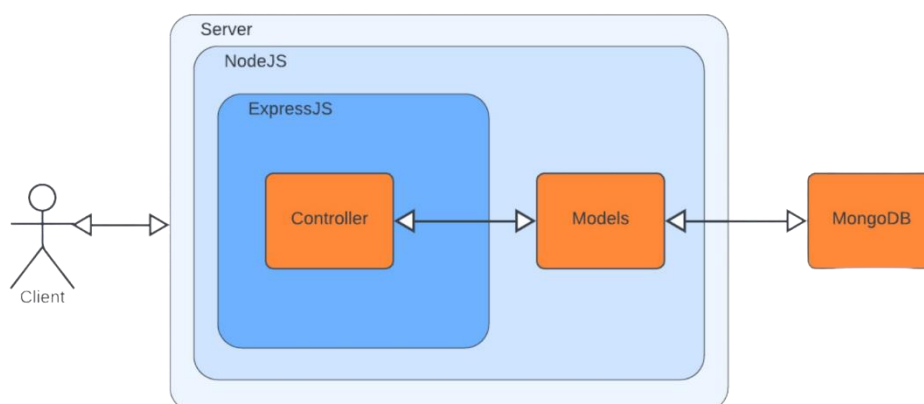 Server
NodeJS
ExpressJS
Controller
Models
MongoDB
Client